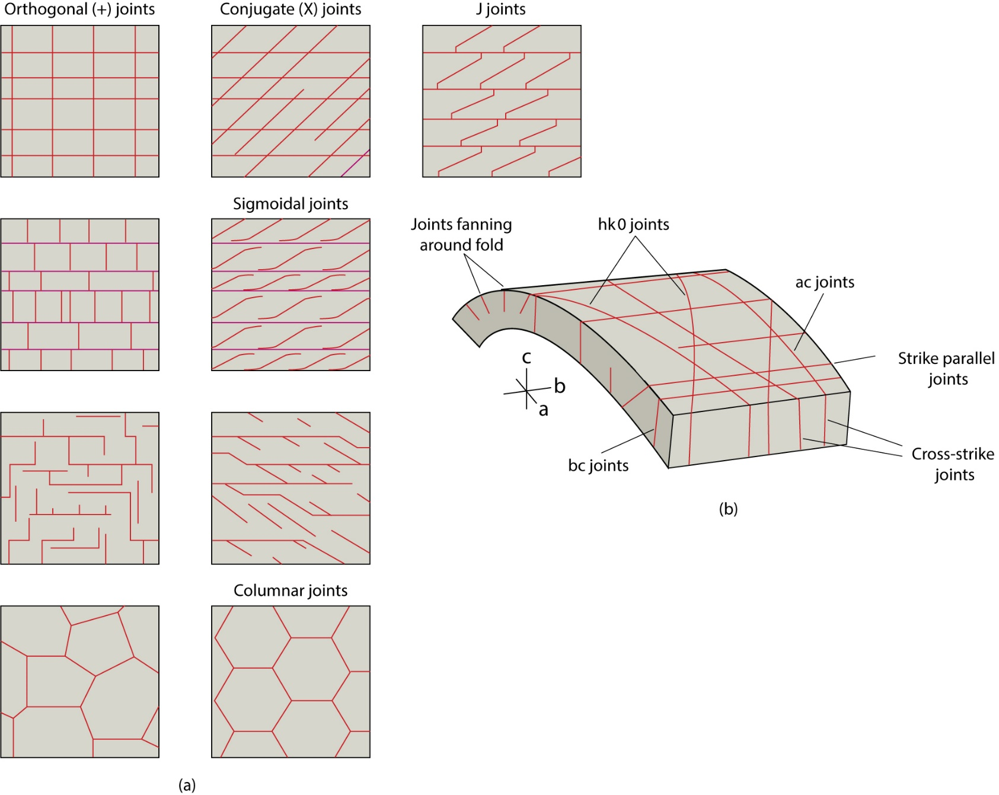 Orthogonal (+) joints
Conjugate (X) joints
J joints
Sigmoidal joints
Columnar joints
(a)
Joints fanning
around fold
hk0 joints
ac joints
Strike parallel
joints
c
b
a
bc joints
Cross-strike
joints
(b)